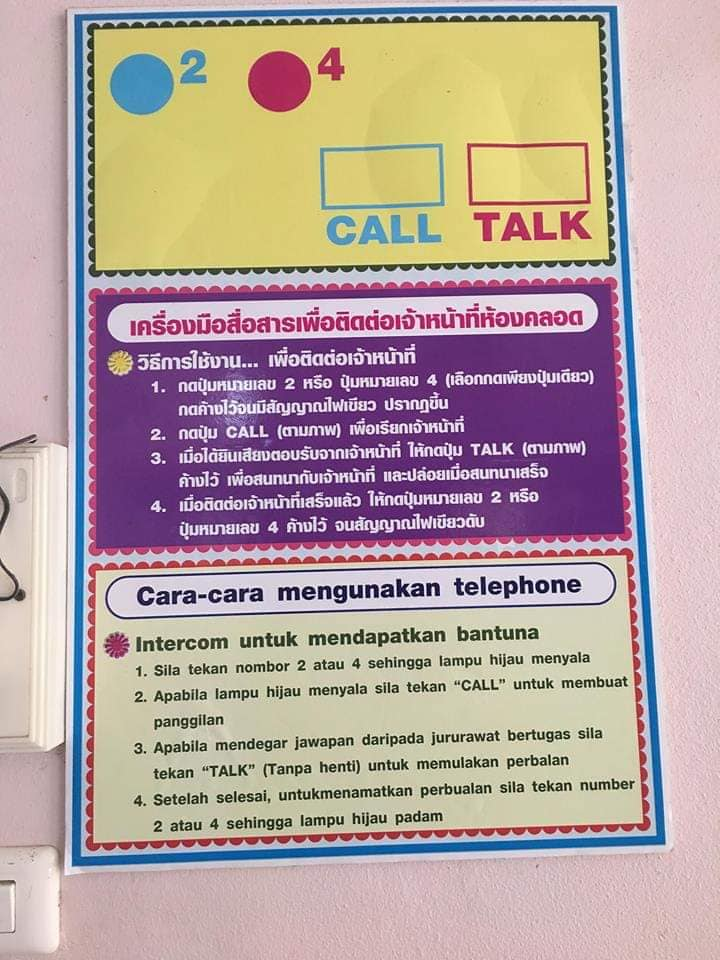 2 4
CALL TALK
เครื่องมือสื่อสารเพื่อติดต่อเจ้าหน้าที่ห้องคลอด
วิธีการใช้งาน... เพื่อติดต่อเจ้าหน้าที่
1. กดปุ่มหมายเลข 2 หรือ ปุ่มหมายเลข 4 (เลือกกดเพียงปุ่มเดียว)
กดค้างไว้จนมีสัญญาณไฟเขียว ปรากฏขึ้น
2. กดปุ่ม CALL (ตามภาพ) เพื่อเรียกเจ้าหน้าที่
3. เมื่อได้ยินเสียงตอบรับจากเจ้าหน้าที่ ให้กดปุ่ม TALK (ตามภาพ)
ค้างไว้ เพื่อสนทนากับเจ้าหน้าที่ และปล่อยเมื่อสนทนาเสร็จ
4. เมื่อติดต่อเจ้าหน้าที่เสร็จแล้ว ให้กดปุ่มหมายเลข 2 หรือ
ปุ่มหมายเลข 4 ค้างไว้ จนสัญญาณไฟเขียวดับ
Cara-cara mengunakan telephone
Intercom untuk mendapatkan bantuna
1. Sila tekan nombor 2 atau 4 sehingga lampu hijau menyala
2. Apabila lampu hijau menyala sila tekan “CALL” untuk membuat
panggilan
3. Apabila mendegar jawapan daripada jururawat bertugas sila
tekan “TALK” (Tanpa henti) untuk memulakan perbalan
4. Setelah selesai, untukmenamatkan perbualan sila tekan number
2 atau 4 sehingga lampu hijau padam